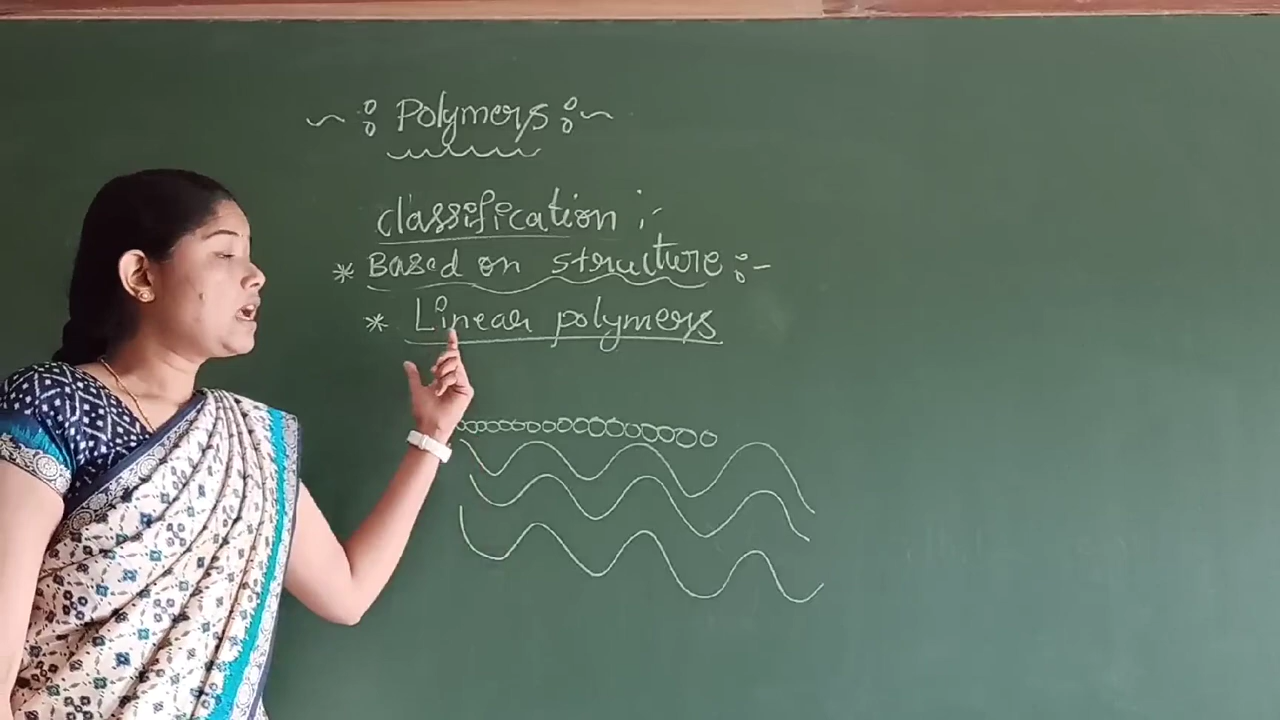 ~ : Polymers : ~
classification :-
* Based on structure :-
* Linear polymers